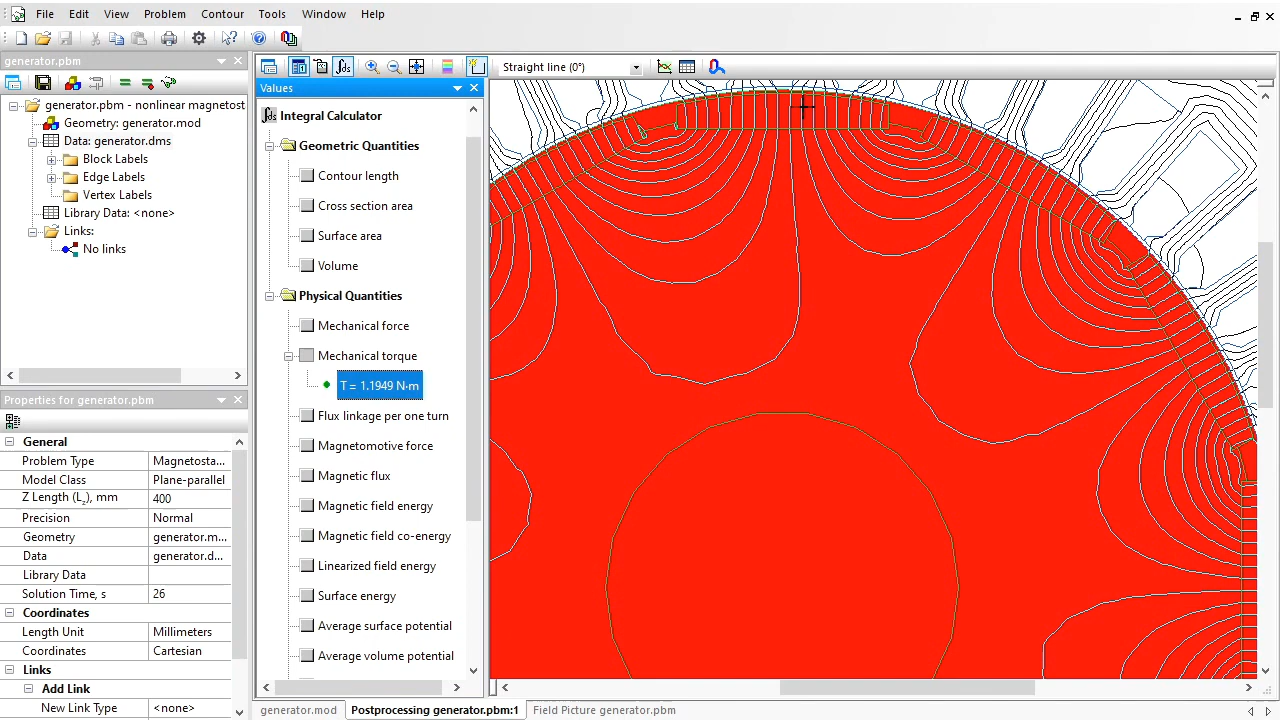 File Edit View Problem Contour Tools Window Help
generator.pbm
generator.pbm - nonlinear magnetost
Geometry: generator.mod
Data: generator.dms
Block Labels
Edge Labels
Vertex Labels
Library Data: <none>
Links:
No links
Properties for generator.pbm
General
Problem Type Magnetosta...
Model Class Plane-parallel
Z Length (Lz), mm 400
Precision Normal
Geometry generator.m...
Data generator.d...
Library Data
Solution Time, s 26
Coordinates
Length Unit Millimeters
Coordinates Cartesian
Links
Add Link
New Link Type <none>
Straight line (0°)
Values
Integral Calculator
Geometric Quantities
Contour length
Cross section area
Surface area
Volume
Physical Quantities
Mechanical force
Mechanical torque
T = 1.1949 N·m
Flux linkage per one turn
Magnetomotive force
Magnetic flux
Magnetic field energy
Magnetic field co-energy
Linearized field energy
Surface energy
Average surface potential
Average volume potential
generator.mod Postprocessing generator.pbm:1 Field Picture generator.pbm